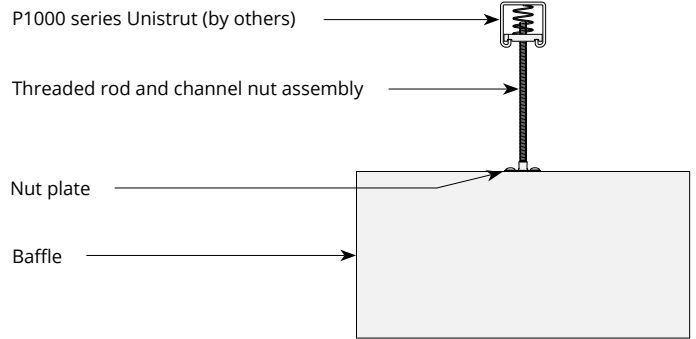 P1000 series Unistrut (by others)
Threaded rod and channel nut assembly
Nut plate
Baffle